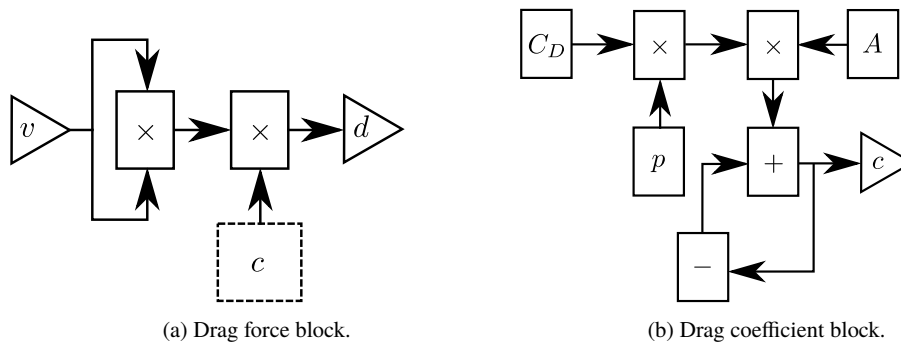 v
×
×
d
c
(a) Drag force block.
C_D
×
×
A
p
+
c
−
(b) Drag coefficient block.